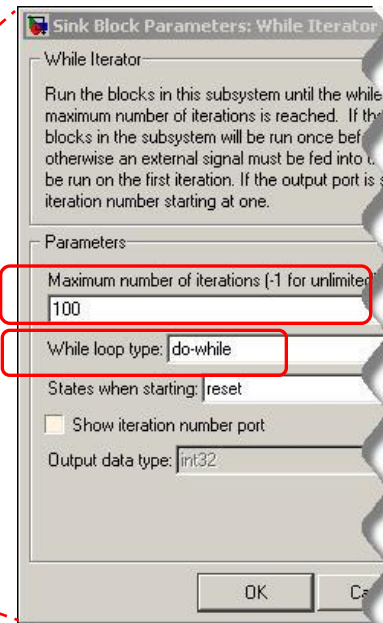 Sink Block Parameters: While Iterator
While Iterator
Run the blocks in this subsystem until the while
maximum number of iterations is reached. If the
blocks in the subsystem will be run once
otherwise an external signal must be fed into
be run on the first iteration. If the output port is
iteration number starting at one.
Parameters
Maximum number of iterations (-1 for unlimited
100
While loop type: do-while
States when starting: reset
Show iteration number port
Output data type: int32
OK